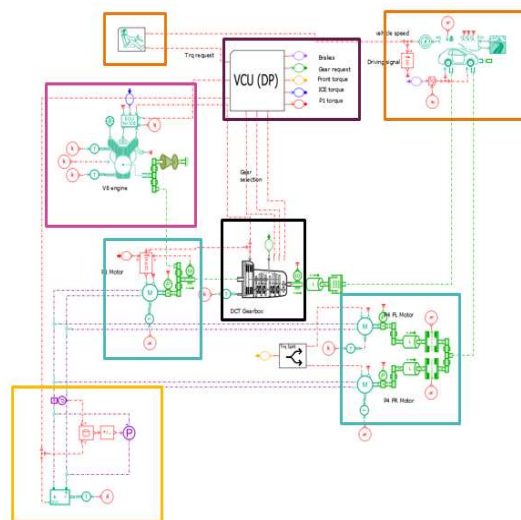 vehicle speed
Trq request
VCU (DP)
Brakes
Gear request
Front torque
ICE torque
P1 torque
Driving signal
V8 engine
Gear
selection
Motor
M
DCT Gearbox
Trq Split
P4 FL Motor
M
P4 FR Motor
M
P